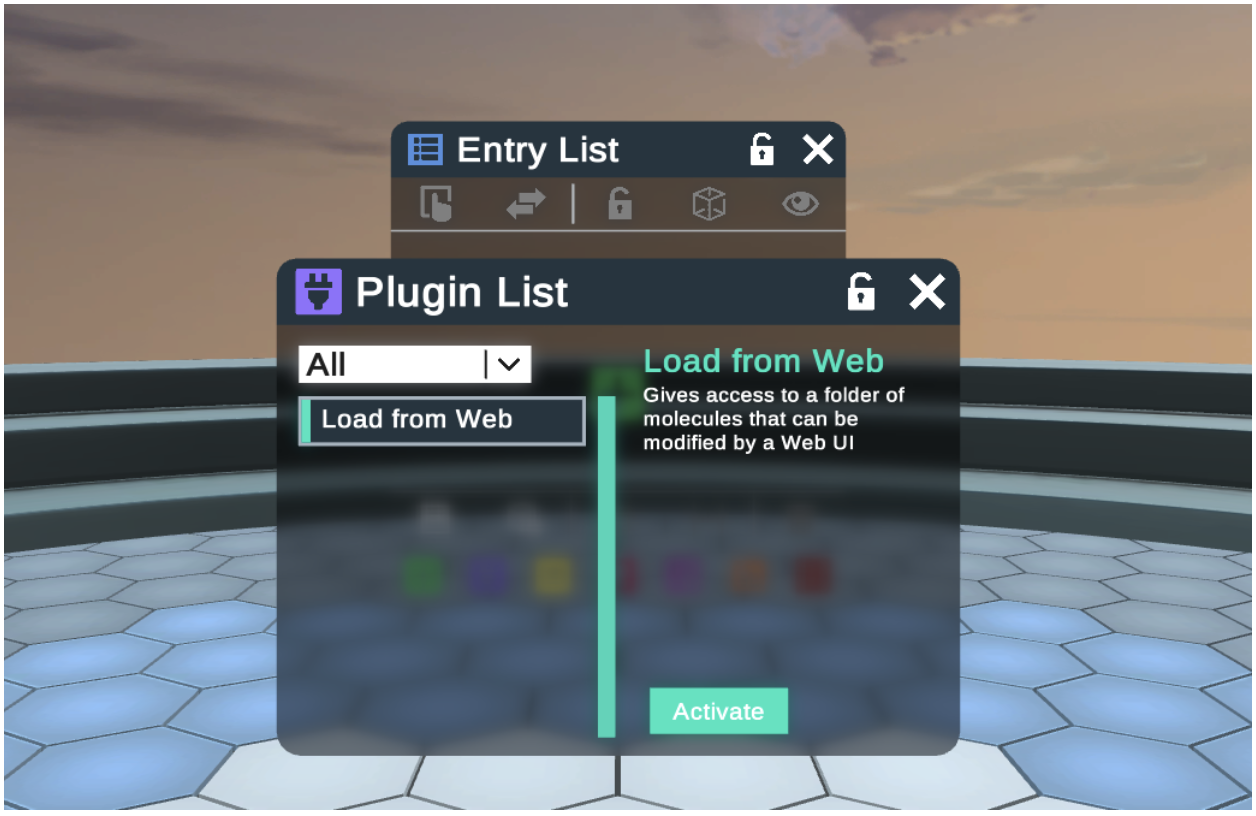 Entry List
Plugin List
All
Load from Web
Load from Web
Gives access to a folder of
molecules that can be
modified by a Web UI
Activate